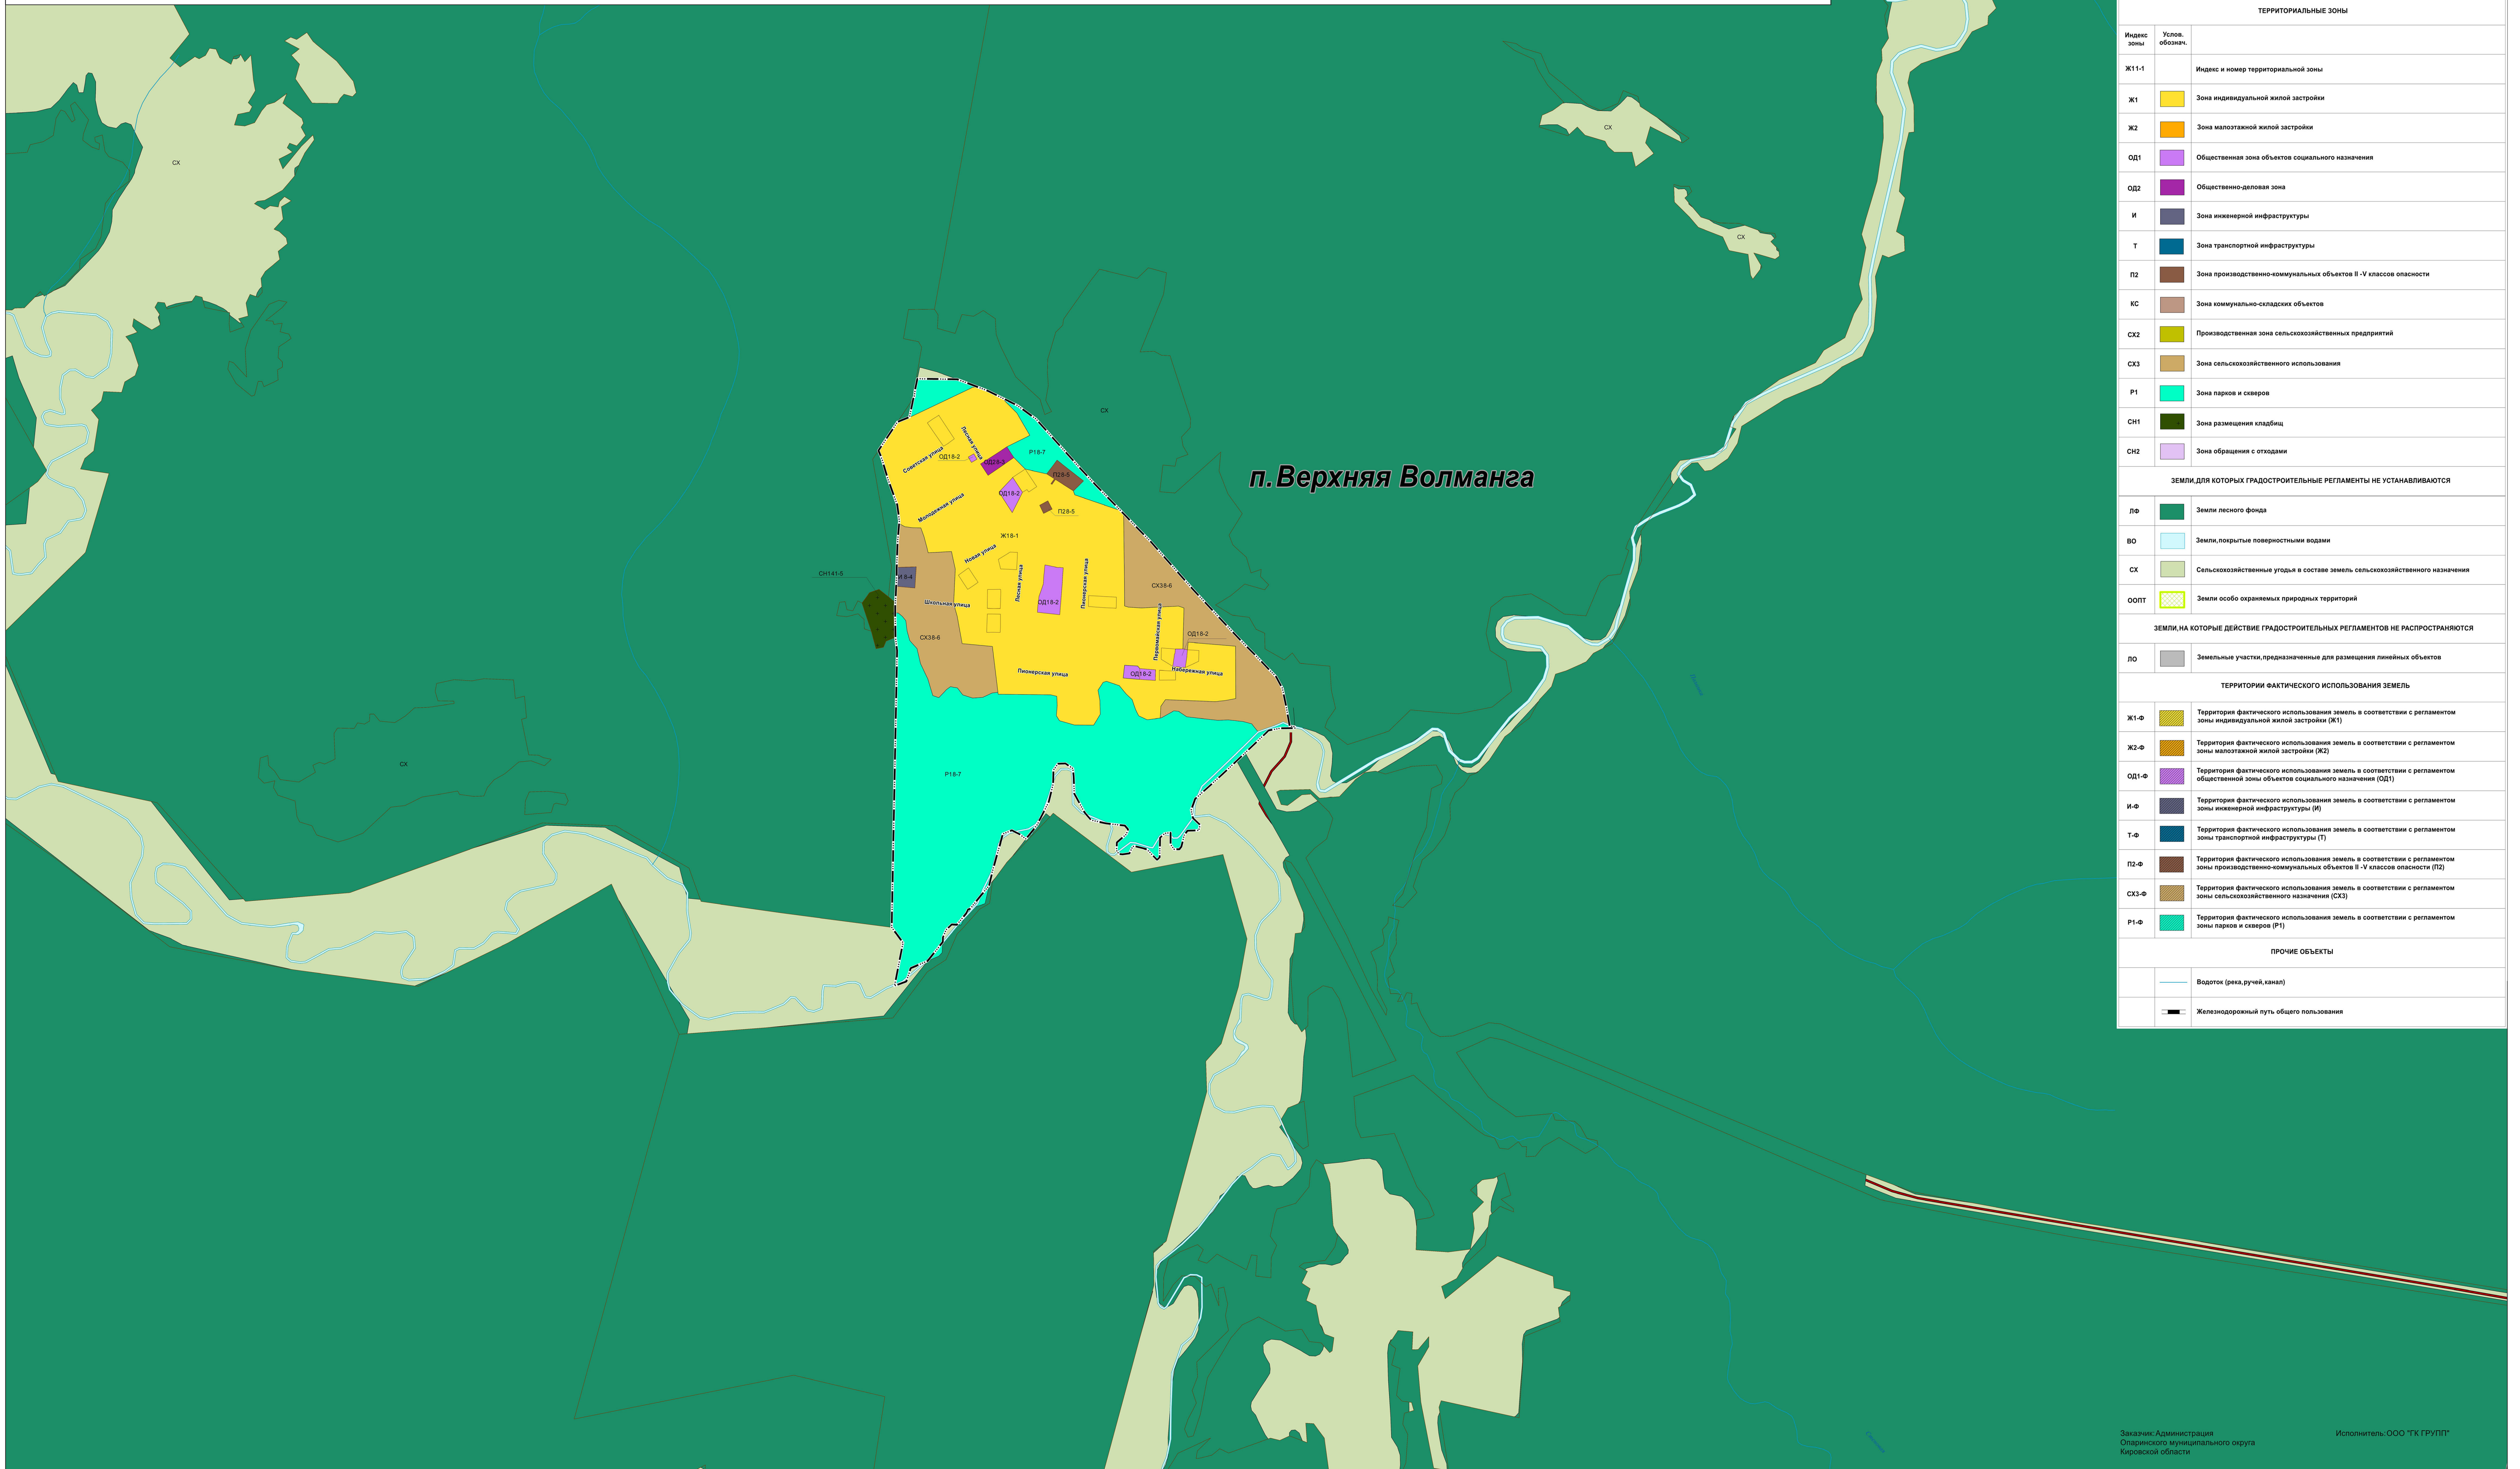 СХ
СХ
СХ
СХ
п. Верхняя Волманга
Лесная улица
Советская улица
ОД18-2
ОД28-3
Р18-7
П28-5
ОД18-2
Молодежная улица
П28-5
Ж18-1
Новая улица
СН141-5
И 8-4
Лесная улица
Пионерская улица
СХ38-6
Школьная улица
ОД18-2
СХ38-6
Первомайская улица
ОД18-2
Пионерская улица
ОД18-2
Набережная улица
СХ
Р18-7
ТЕРРИТОРИАЛЬНЫЕ ЗОНЫ
Индекс зоны
Услов. обознач.
Ж11-1
Индекс и номер территориальной зоны
Ж1
Зона индивидуальной жилой застройки
Ж2
Зона малоэтажной жилой застройки
ОД1
Общественная зона объектов социального назначения
ОД2
Общественно-деловая зона
И
Зона инженерной инфраструктуры
Т
Зона транспортной инфраструктуры
П2
Зона производственно-коммунальных объектов II -V классов опасности
КС
Зона коммунально-складских объектов
СХ2
Производственная зона сельскохозяйственных предприятий
СХ3
Зона сельскохозяйственного использования
Р1
Зона парков и скверов
СН1
Зона размещения кладбищ
СН2
Зона обращения с отходами
ЗЕМЛИ,ДЛЯ КОТОРЫХ ГРАДОСТРОИТЕЛЬНЫЕ РЕГЛАМЕНТЫ НЕ УСТАНАВЛИВАЮТСЯ
ЛФ
Земли лесного фонда
ВО
Земли,покрытые поверностными водами
СХ
Сельскохозяйственные угодья в составе земель сельскохозяйственного назначения
ООПТ
Земли особо охраняемых природных территорий
ЗЕМЛИ,НА КОТОРЫЕ ДЕЙСТВИЕ ГРАДОСТРОИТЕЛЬНЫХ РЕГЛАМЕНТОВ НЕ РАСПРОСТРАНЯЮТСЯ
ЛО
Земельные участки,предназначенные для размещения линейных объектов
ТЕРРИТОРИИ ФАКТИЧЕСКОГО ИСПОЛЬЗОВАНИЯ ЗЕМЕЛЬ
Ж1-Ф
Территория фактического использования земель в соответствии с регламентом
зоны индивидуальной жилой застройки (Ж1)
Ж2-Ф
Территория фактического использования земель в соответствии с регламентом
зоны малоэтажной жилой застройки (Ж2)
ОД1-Ф
Территория фактического использования земель в соответствии с регламентом
общественной зоны объектов социального назначения (ОД1)
И-Ф
Территория фактического использования земель в соответствии с регламентом
зоны инженерной инфраструктуры (И)
Т-Ф
Территория фактического использования земель в соответствии с регламентом
зоны транспортной инфраструктуры (Т)
П2-Ф
Территория фактического использования земель в соответствии с регламентом
зоны производственно-коммунальных объектов II -V классов опасности (П2)
СХ3-Ф
Территория фактического использования земель в соответствии с регламентом
зоны сельскохозяйственного назначения (СХ3)
Р1-Ф
Территория фактического использования земель в соответствии с регламентом
зоны парков и скверов (Р1)
ПРОЧИЕ ОБЪЕКТЫ
Водоток (река,ручей,канал)
Железнодорожный путь общего пользования
Заказчик:Администрация
Опаринского муниципального округа
Кировской области
Исполнитель:ООО "ГК ГРУПП"